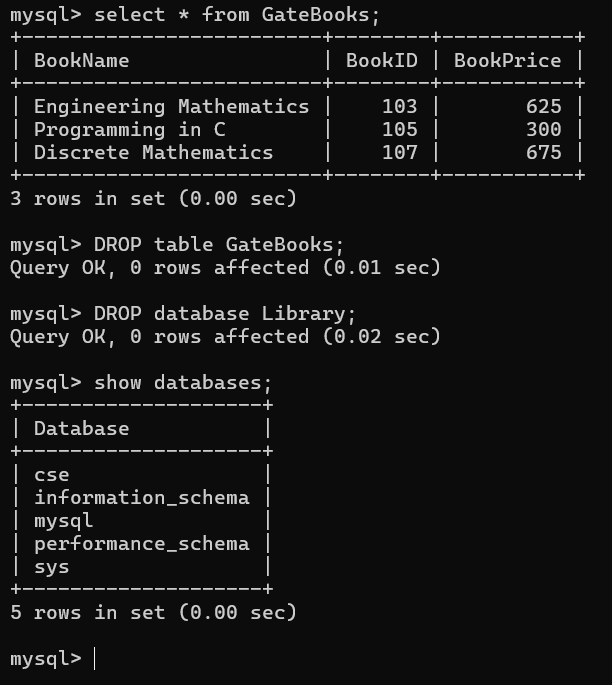 mysql> select * from GateBooks;
+-------------------------+--------+-----------+
| BookName                | BookID | BookPrice |
+-------------------------+--------+-----------+
| Engineering Mathematics |    103 |       625 |
| Programming in C        |    105 |       300 |
| Discrete Mathematics    |    107 |       675 |
+-------------------------+--------+-----------+
3 rows in set (0.00 sec)
mysql> DROP table GateBooks;
Query OK, 0 rows affected (0.01 sec)
mysql> DROP database Library;
Query OK, 0 rows affected (0.02 sec)
mysql> show databases;
+--------------------+
| Database           |
+--------------------+
| cse                |
| information_schema |
| mysql              |
| performance_schema |
| sys                |
+--------------------+
5 rows in set (0.00 sec)
mysql>